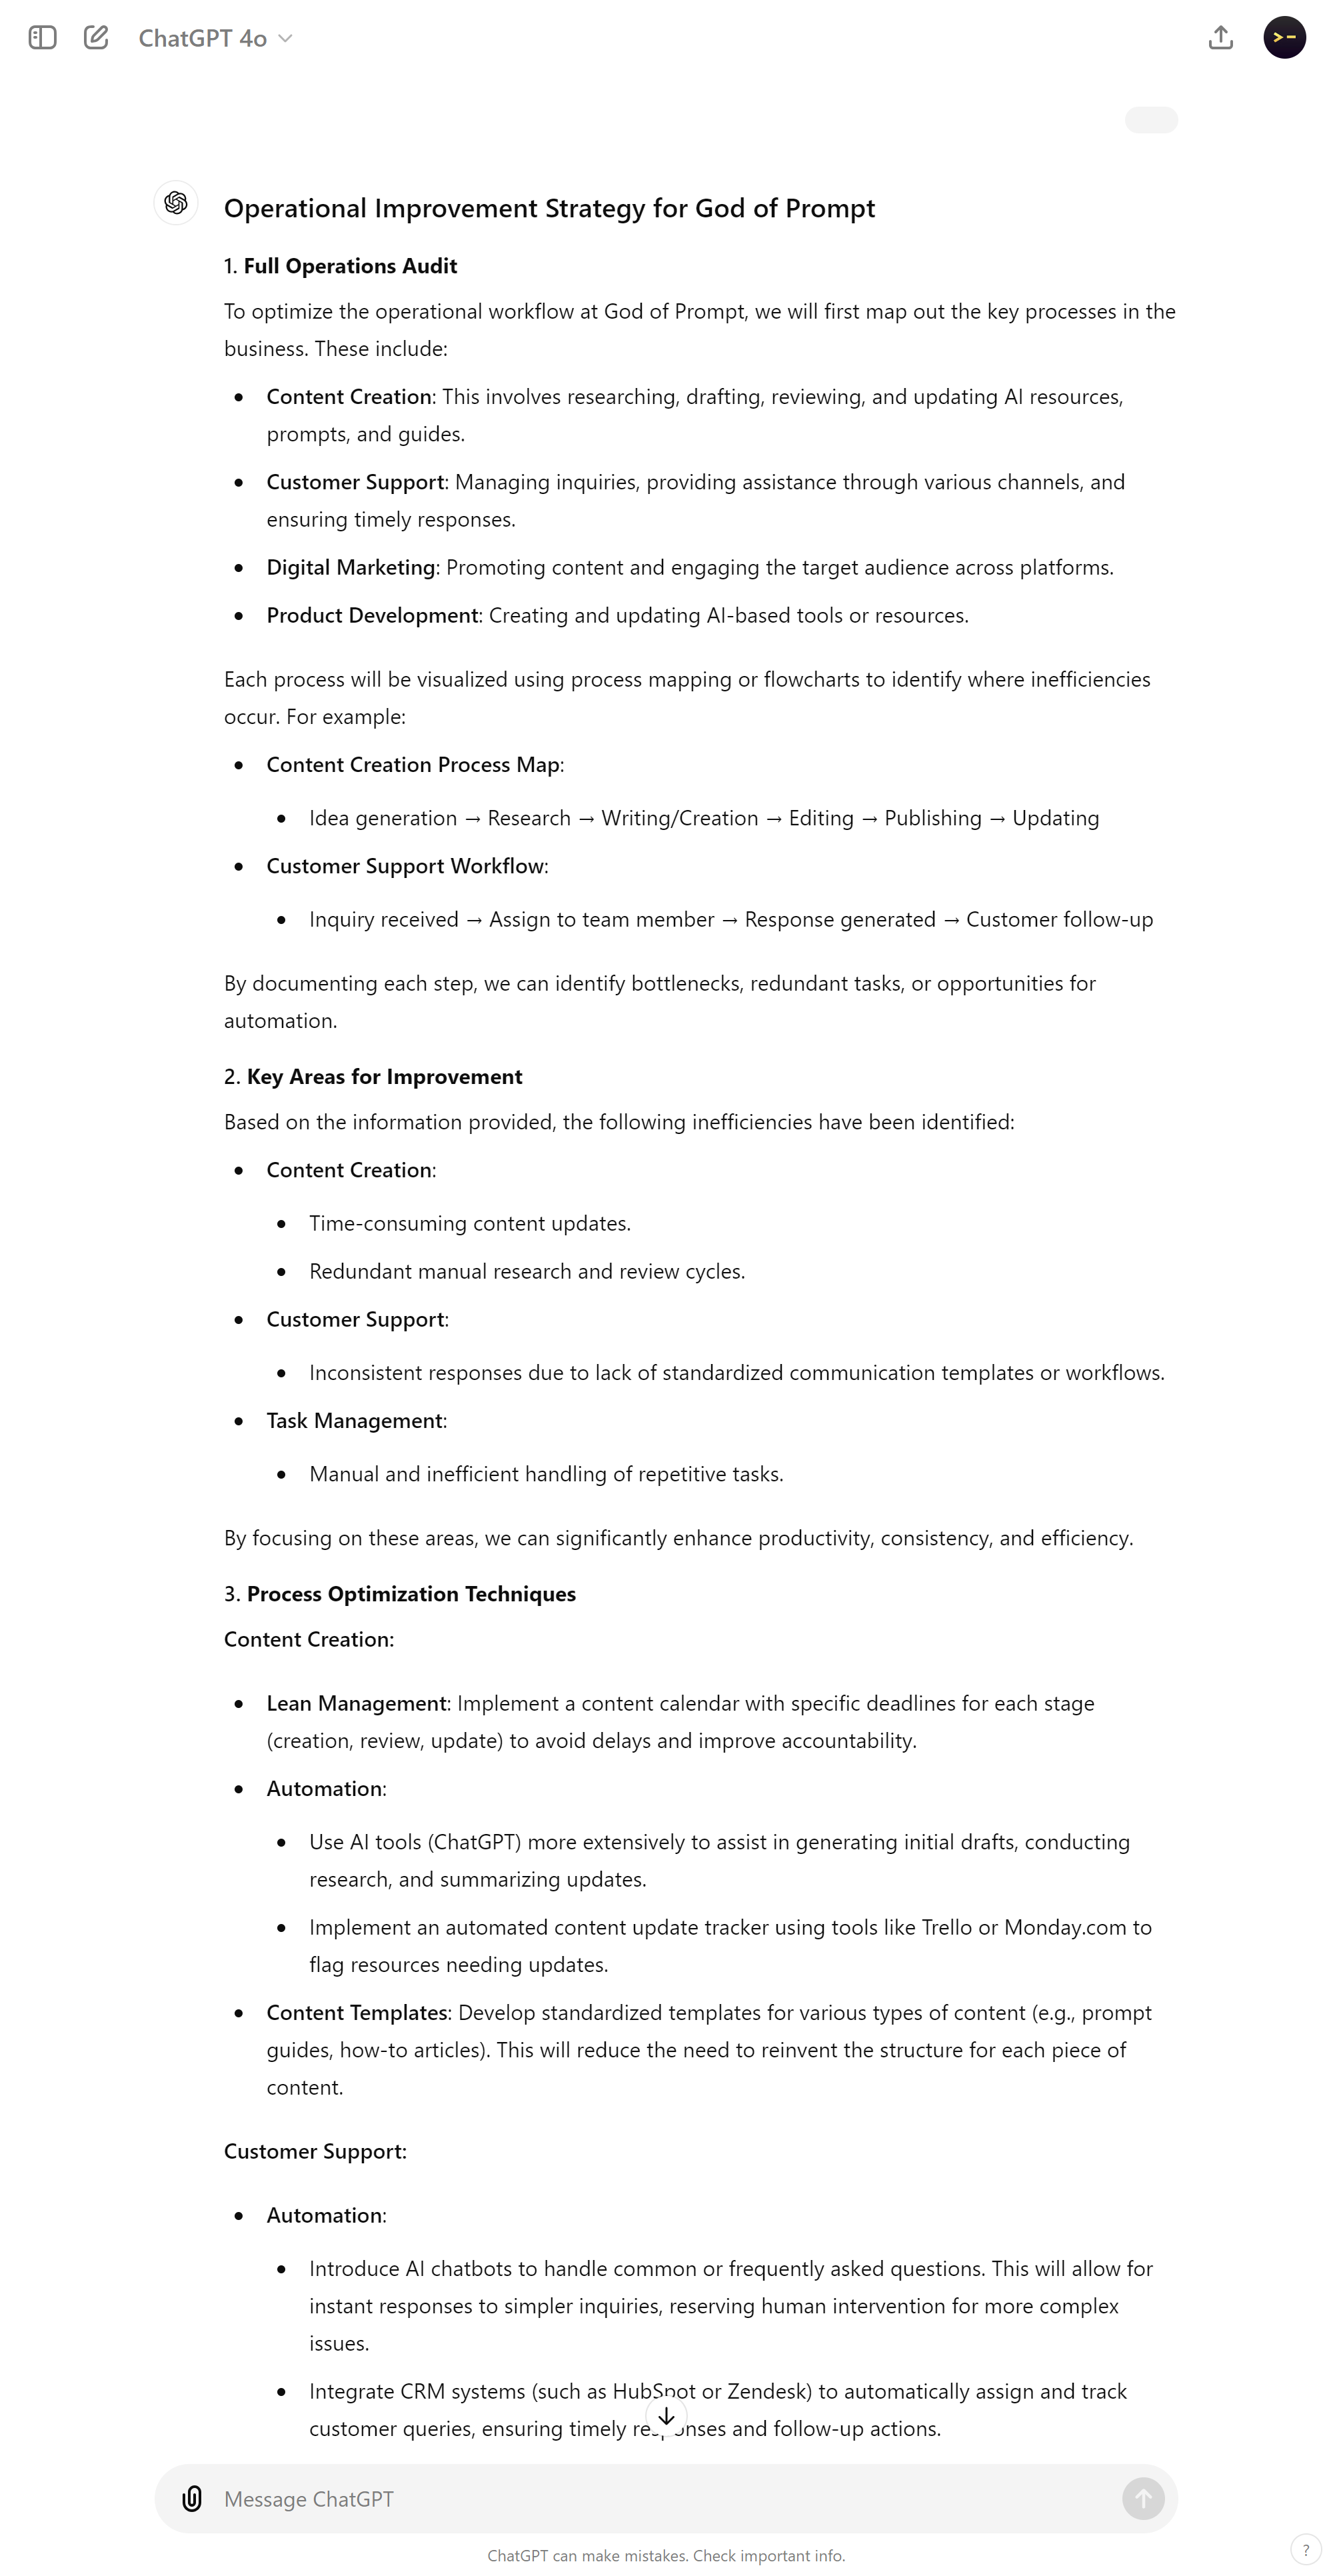 ChatGPT 4o
>-
Operational Improvement Strategy for God of Prompt
1. Full Operations Audit
To optimize the operational workflow at God of Prompt, we will first map out the key processes in the
business. These include:
• Content Creation: This involves researching, drafting, reviewing, and updating AI resources,
prompts, and guides.
• Customer Support: Managing inquiries, providing assistance through various channels, and
ensuring timely responses.
• Digital Marketing: Promoting content and engaging the target audience across platforms.
• Product Development: Creating and updating AI-based tools or resources.
Each process will be visualized using process mapping or flowcharts to identify where inefficiencies
occur. For example:
• Content Creation Process Map:
• Idea generation → Research → Writing/Creation → Editing → Publishing → Updating
• Customer Support Workflow:
• Inquiry received → Assign to team member → Response generated → Customer follow-up
By documenting each step, we can identify bottlenecks, redundant tasks, or opportunities for
automation.
2. Key Areas for Improvement
Based on the information provided, the following inefficiencies have been identified:
• Content Creation:
• Time-consuming content updates.
• Redundant manual research and review cycles.
• Customer Support:
• Inconsistent responses due to lack of standardized communication templates or workflows.
• Task Management:
• Manual and inefficient handling of repetitive tasks.
By focusing on these areas, we can significantly enhance productivity, consistency, and efficiency.
3. Process Optimization Techniques
Content Creation:
• Lean Management: Implement a content calendar with specific deadlines for each stage
(creation, review, update) to avoid delays and improve accountability.
• Automation:
• Use AI tools (ChatGPT) more extensively to assist in generating initial drafts, conducting
research, and summarizing updates.
• Implement an automated content update tracker using tools like Trello or Monday.com to
flag resources needing updates.
• Content Templates: Develop standardized templates for various types of content (e.g., prompt
guides, how-to articles). This will reduce the need to reinvent the structure for each piece of
content.
Customer Support:
• Automation:
• Introduce AI chatbots to handle common or frequently asked questions. This will allow for
instant responses to simpler inquiries, reserving human intervention for more complex
issues.
• Integrate CRM systems (such as HubSpot or Zendesk) to automatically assign and track
customer queries, ensuring timely responses and follow-up actions.
Message ChatGPT
ChatGPT can make mistakes. Check important info.
?